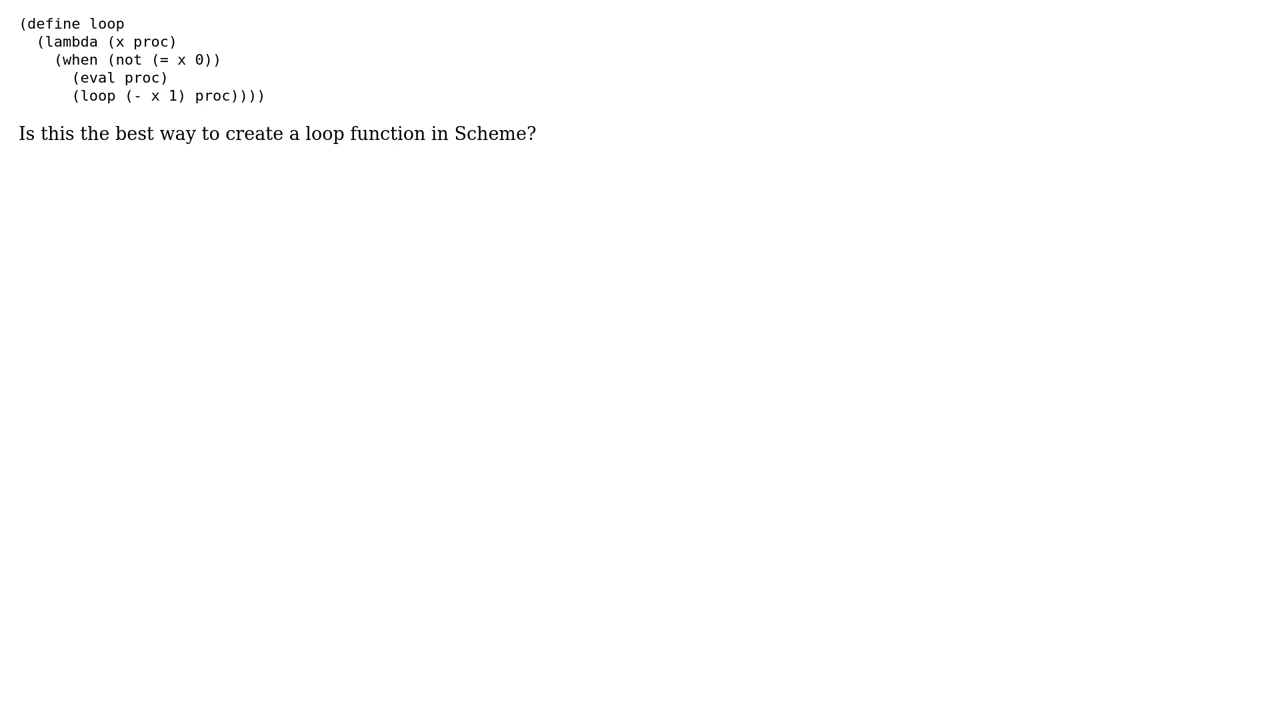 (define loop
  (lambda (x proc)
    (when (not (= x 0))
      (eval proc)
      (loop (- x 1) proc))))
Is this the best way to create a loop function in Scheme?